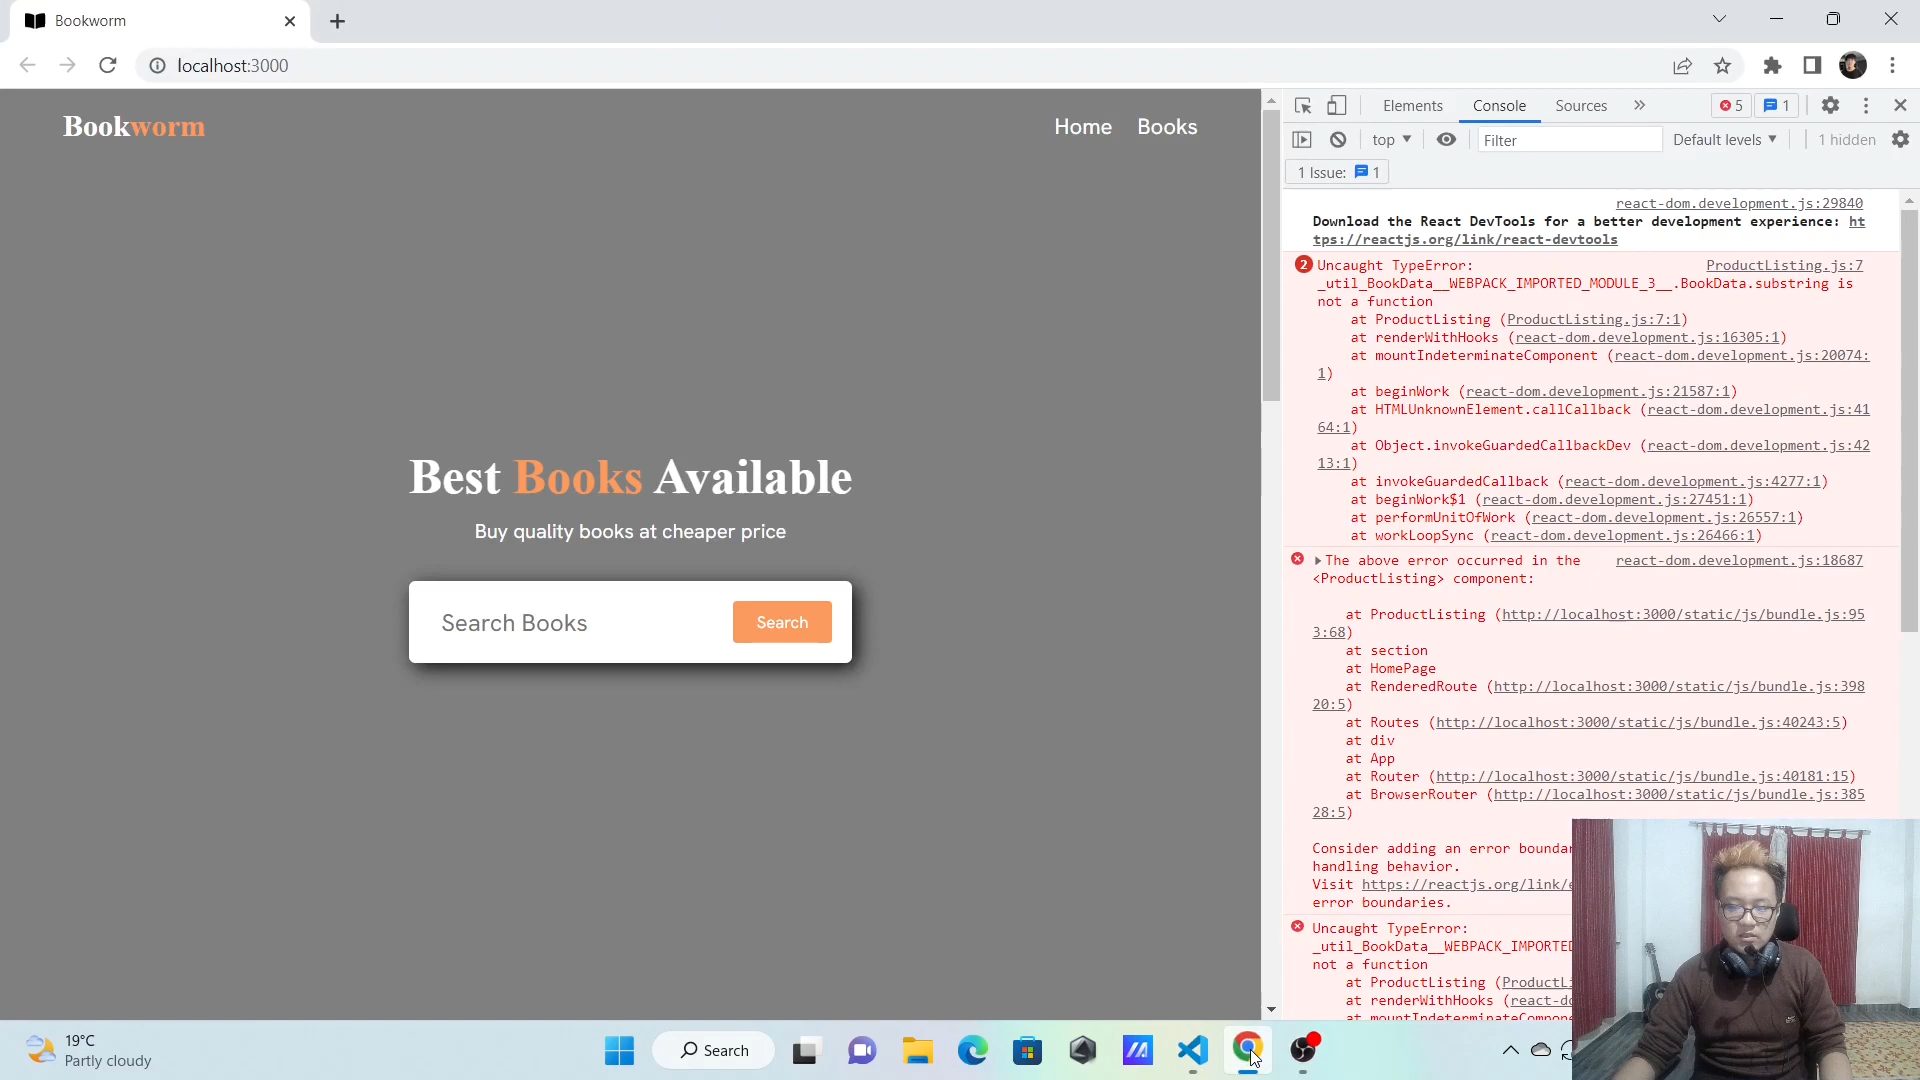 Bookworm
localhost:3000
Bookworm
Home Books
Best Books Available
Buy quality books at cheaper price
Search Books
Search
Elements Console Sources » 5 1
top Filter Default levels 1 hidden
1 Issue: 1
react-dom.development.js:29840
Download the React DevTools for a better development experience: ht
tps://reactjs.org/link/react-devtools
2 Uncaught TypeError: ProductListing.js:7
_util_BookData__WEBPACK_IMPORTED_MODULE_3__.BookData.substring is
not a function
at ProductListing (ProductListing.js:7:1)
at renderWithHooks (react-dom.development.js:16305:1)
at mountIndeterminateComponent (react-dom.development.js:20074:
1)
at beginWork (react-dom.development.js:21587:1)
at HTMLUnknownElement.callCallback (react-dom.development.js:41
64:1)
at Object.invokeGuardedCallbackDev (react-dom.development.js:42
13:1)
at invokeGuardedCallback (react-dom.development.js:4277:1)
at beginWork$1 (react-dom.development.js:27451:1)
at performUnitOfWork (react-dom.development.js:26557:1)
at workLoopSync (react-dom.development.js:26466:1)
The above error occurred in the react-dom.development.js:18687
<ProductListing> component:
at ProductListing (http://localhost:3000/static/js/bundle.js:95
3:68)
at section
at HomePage
at RenderedRoute (http://localhost:3000/static/js/bundle.js:398
20:5)
at Routes (http://localhost:3000/static/js/bundle.js:40243:5)
at div
at App
at Router (http://localhost:3000/static/js/bundle.js:40181:15)
at BrowserRouter (http://localhost:3000/static/js/bundle.js:385
28:5)
Consider adding an error boundar
handling behavior.
Visit https://reactjs.org/link/e
error boundaries.
Uncaught TypeError:
_util_BookData__WEBPACK_IMPORTED
not a function
at ProductListing (ProductLi
at renderWithHooks (react-do
at mountIndeterminateCompone
19°C
Partly cloudy
Search